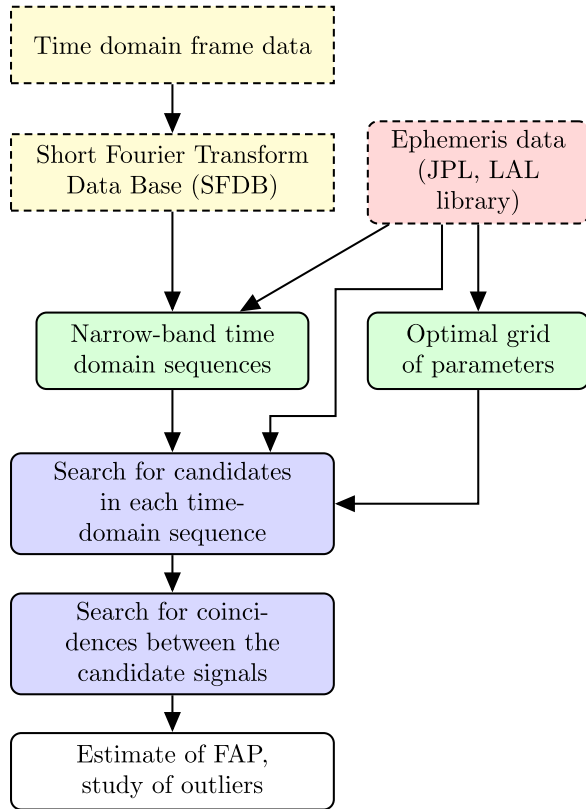 Time domain frame data
Short Fourier Transform
Data Base (SFDB)
Ephemeris data
(JPL, LAL
library)
Narrow-band time
domain sequences
Optimal grid
of parameters
Search for candidates
in each time-
domain sequence
Search for coinci-
dences between the
candidate signals
Estimate of FAP,
study of outliers